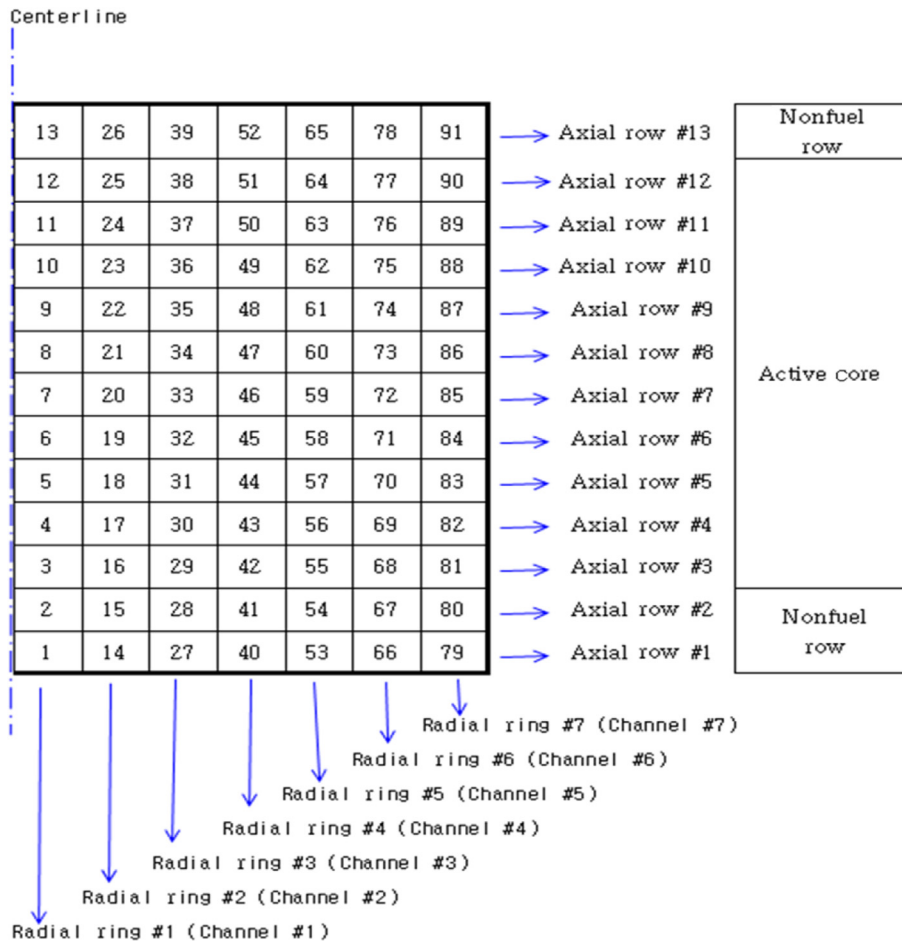 Centerline
13 26 39 52 65 78 91 Axial row #13 Nonfuel
row
12 25 38 51 64 77 90 Axial row #12
11 24 37 50 63 76 89 Axial row #11
10 23 36 49 62 75 88 Axial row #10
9 22 35 48 61 74 87 Axial row #9
8 21 34 47 60 73 86 Axial row #8
Active core
7 20 33 46 59 72 85 Axial row #7
6 19 32 45 58 71 84 Axial row #6
5 18 31 44 57 70 83 Axial row #5
4 17 30 43 56 69 82 Axial row #4
3 16 29 42 55 68 81 Axial row #3
2 15 28 41 54 67 80 Axial row #2
Nonfuel
row
1 14 27 40 53 66 79 Axial row #1
Radial ring #7 (Channel #7)
Radial ring #6 (Channel #6)
Radial ring #5 (Channel #5)
Radial ring #4 (Channel #4)
Radial ring #3 (Channel #3)
Radial ring #2 (Channel #2)
Radial ring #1 (Channel #1)